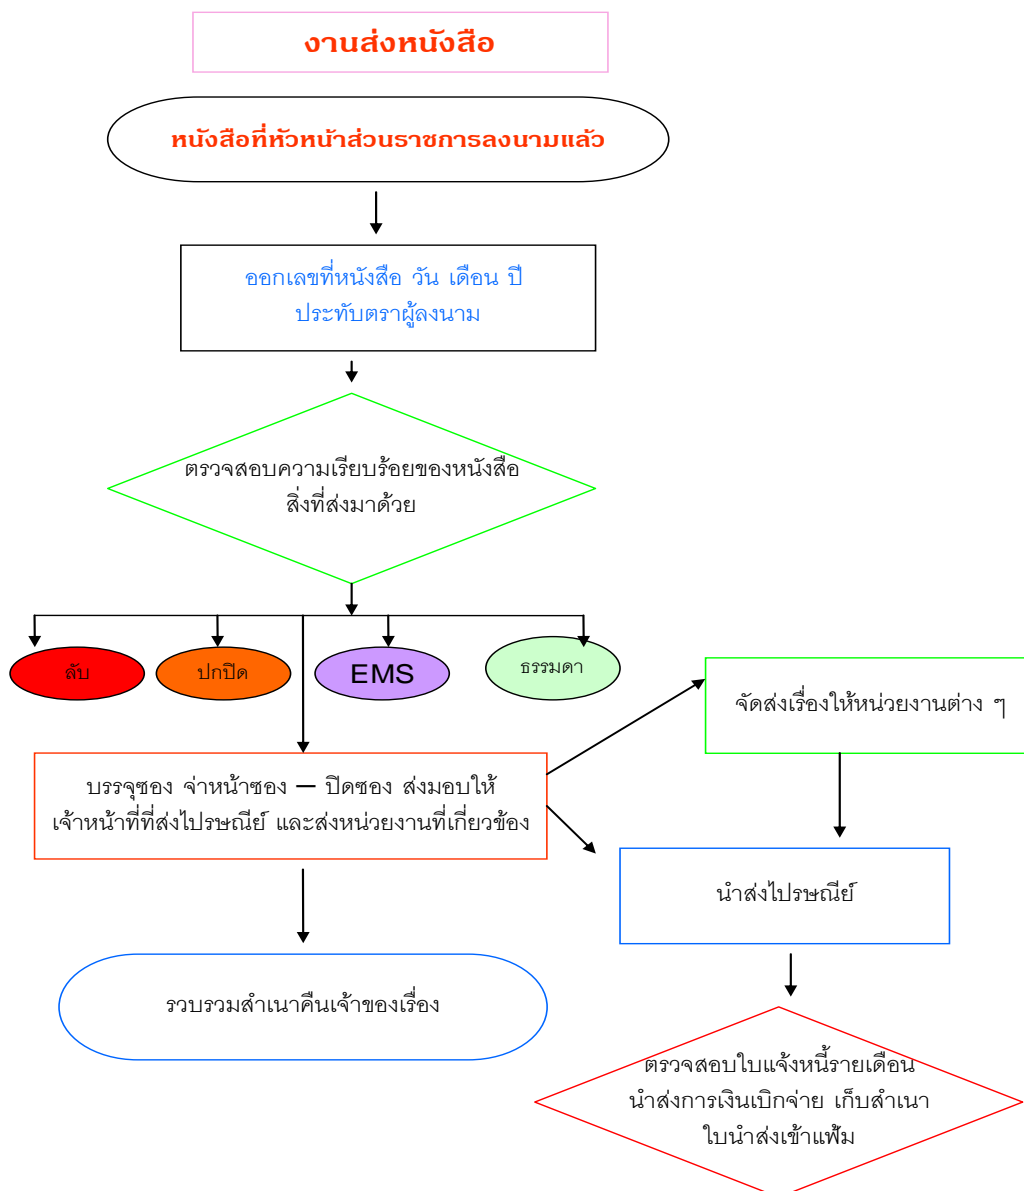 งานส่งหนังสือ
หนังสือที่หัวหน้าส่วนราชการลงนามแล้ว
ออกเลขที่หนังสือ วัน เดือน ปี
ประทับตราผู้ลงนาม
ตรวจสอบความเรียบร้อยของหนังสือ
สิ่งที่ส่งมาด้วย
ลับ
ปกปิด
EMS
ธรรมดา
จัดส่งเรื่องให้หน่วยงานต่าง ๆ
บรรจุซอง จ่าหน้าซอง – ปิดซอง ส่งมอบให้
เจ้าหน้าที่ที่ส่งไปรษณีย์ และส่งหน่วยงานที่เกี่ยวข้อง
นำส่งไปรษณีย์
รวบรวมสำเนาคืนเจ้าของเรื่อง
ตรวจสอบใบแจ้งหนี้รายเดือน
นำส่งการเงินเบิกจ่าย เก็บสำเนา
ใบนำส่งเข้าแฟ้ม